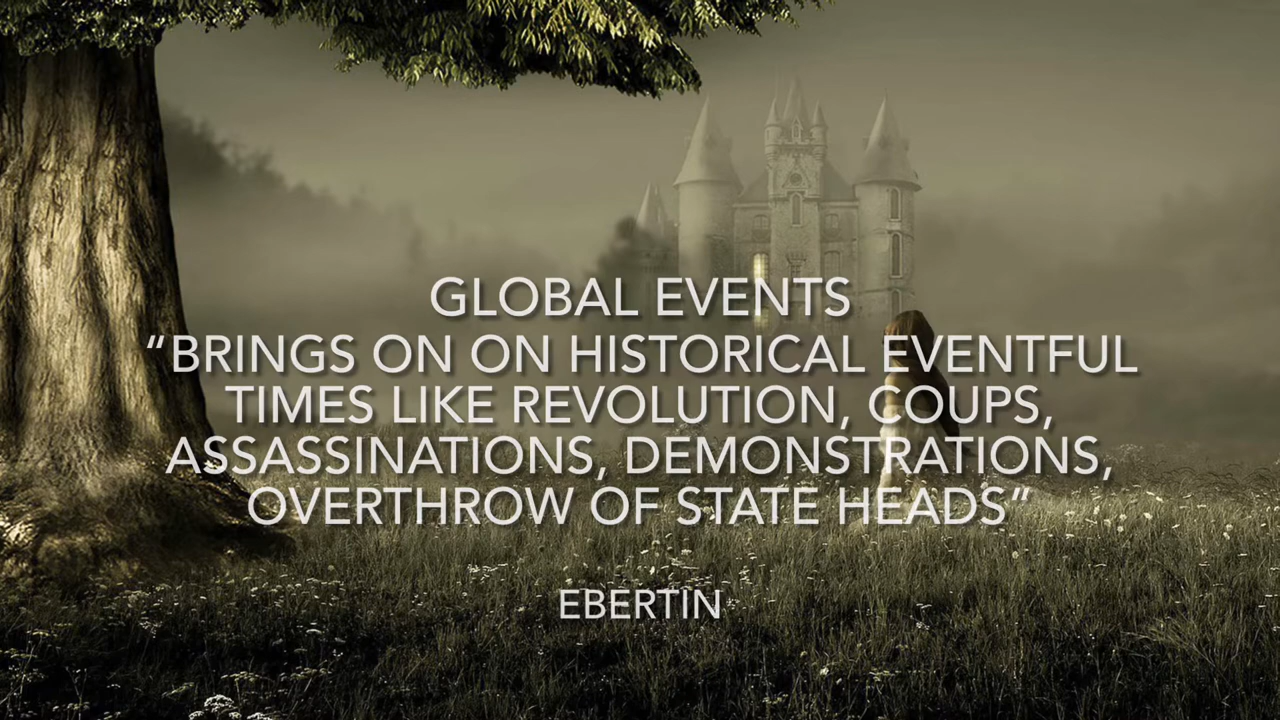 GLOBAL EVENTS
“BRINGS ON ON HISTORICAL EVENTFUL
TIMES LIKE REVOLUTION, COUPS,
ASSASSINATIONS, DEMONSTRATIONS,
OVERTHROW OF STATE HEADS”
EBERTIN